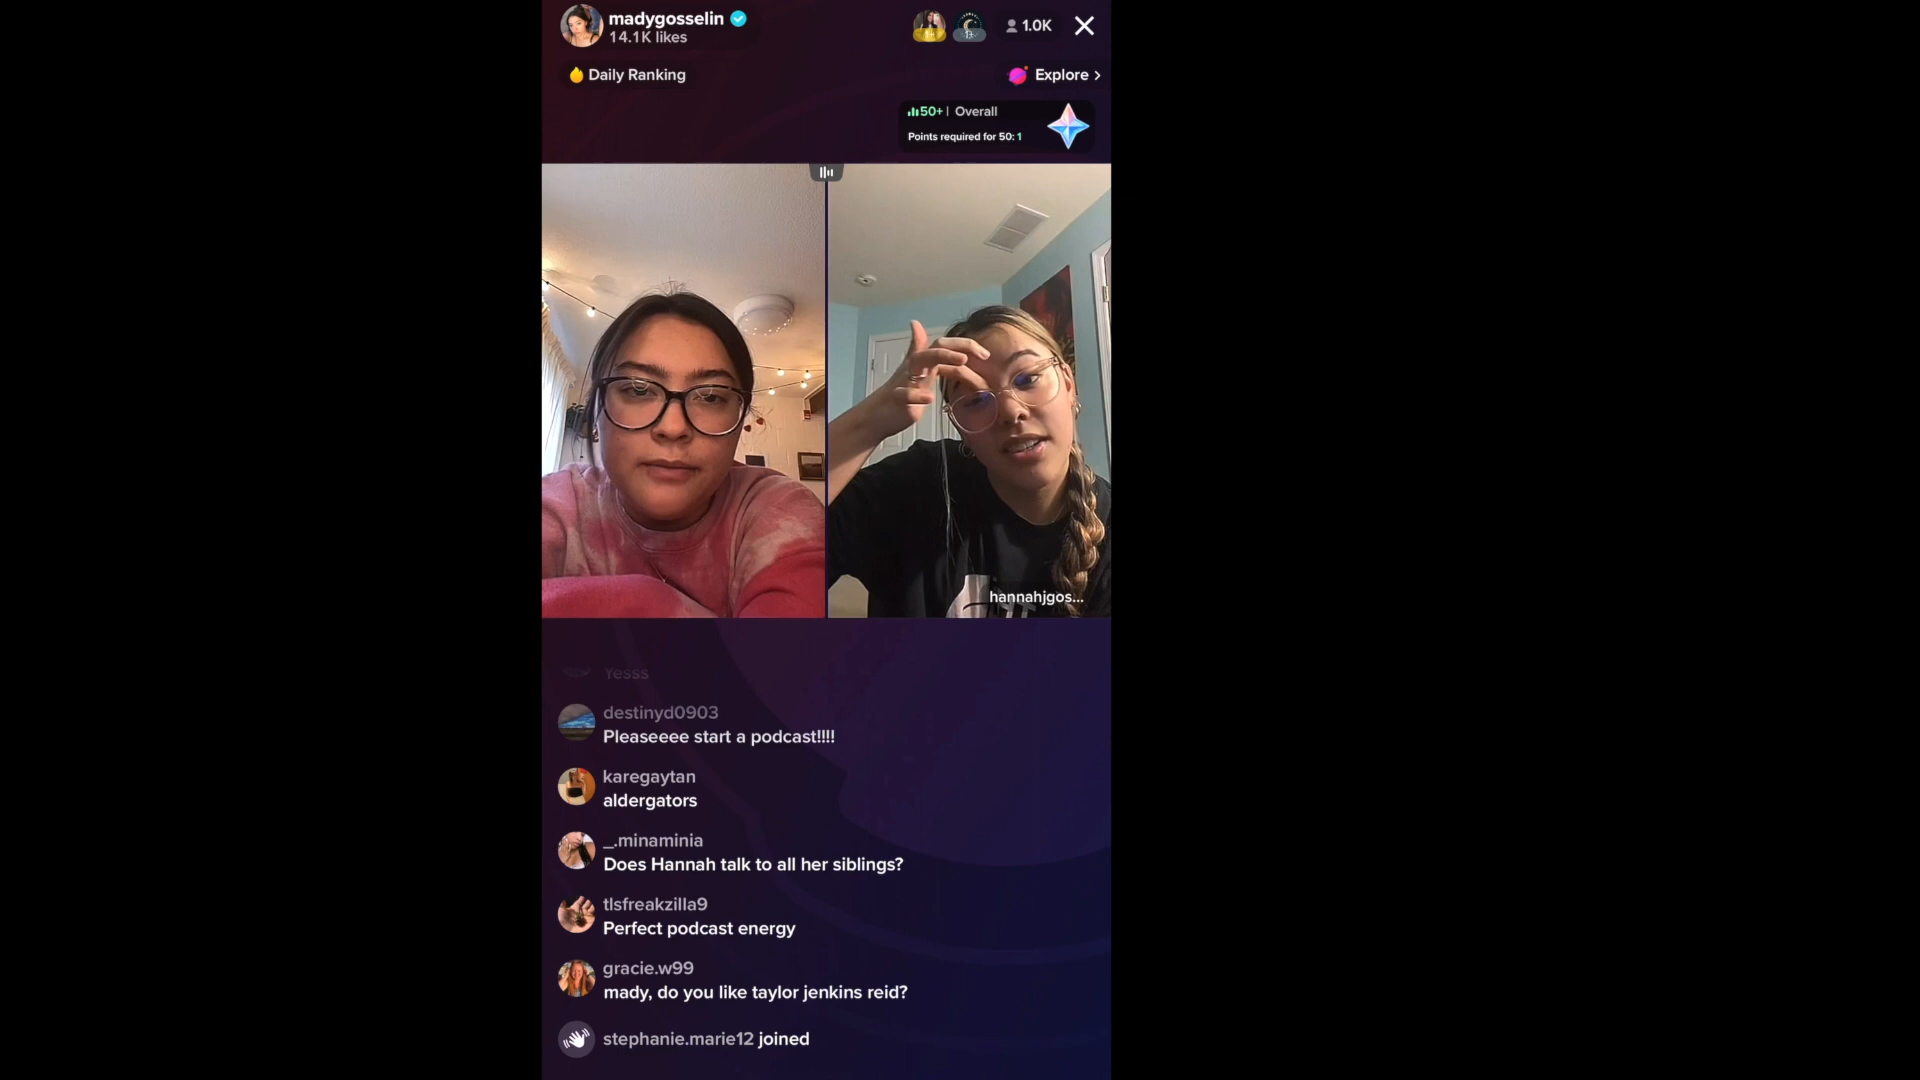 madygosselin
14.1K likes
1.0K
Daily Ranking
Explore >
50+ | Overall
Points required for 50: 1
hannahjgos...
Yesss
destinyd0903
Pleaseeee start a podcast!!!!
karegaytan
aldergators
_.minaminia
Does Hannah talk to all her siblings?
tlsfreakzilla9
Perfect podcast energy
gracie.w99
mady, do you like taylor jenkins reid?
stephanie.marie12 joined